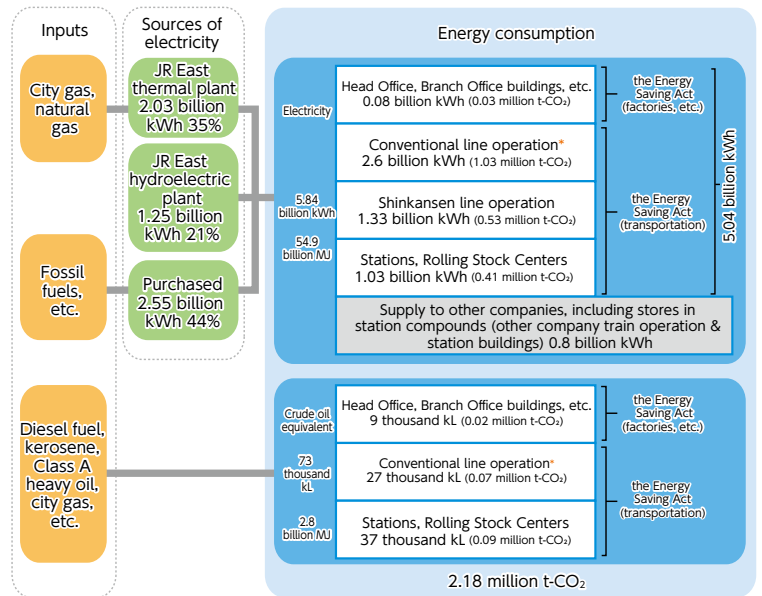 Inputs
Sources of
electricity
Energy consumption
City gas,
natural
gas
JR East
thermal plant
2.03 billion
kWh 35%
JR East
hydroelectric
plant
1.25 billion
kWh 21%
Fossil
fuels,
etc.
Purchased
2.55 billion
kWh 44%
Electricity
5.84
billion kWh
54.9
billion MJ
Head Office, Branch Office buildings, etc.
0.08 billion kWh (0.03 million t-CO₂)
the Energy
Saving Act
(factories, etc.)
Conventional line operation*
2.6 billion kWh (1.03 million t-CO₂)
Shinkansen line operation
1.33 billion kWh (0.53 million t-CO₂)
Stations, Rolling Stock Centers
1.03 billion kWh (0.41 million t-CO₂)
the Energy
Saving Act
(transportation)
5.04 billion kWh
Supply to other companies, including stores in
station compounds (other company train operation &
station buildings) 0.8 billion kWh
Diesel fuel,
kerosene,
Class A
heavy oil,
city gas,
etc.
Crude oil
equivalent
73
thousand
kL
2.8
billion MJ
Head Office, Branch Office buildings, etc.
9 thousand kL (0.02 million t-CO₂)
the Energy
Saving Act
(factories, etc.)
Conventional line operation*
27 thousand kL (0.07 million t-CO₂)
Stations, Rolling Stock Centers
37 thousand kL (0.09 million t-CO₂)
the Energy
Saving Act
(transportation)
2.18 million t-CO₂